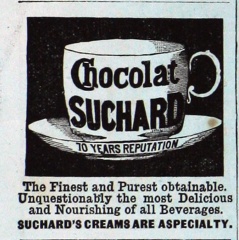 Chocolat
SUCHARD
70 YEARS REPUTATION
The Finest and Purest obtainable.
Unquestionably the most Delicious
and Nourishing of all Beverages.
SUCHARD'S CREAMS ARE A SPECIALTY.